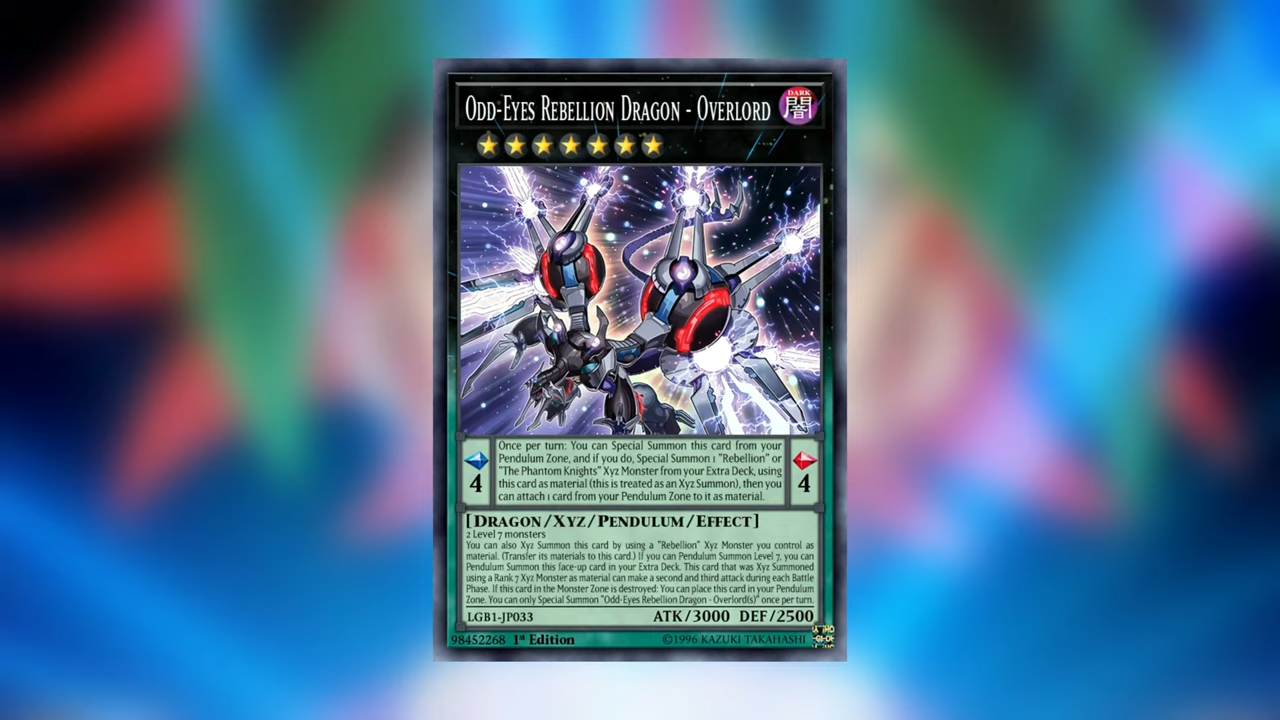 ODD-EYES REBELLION DRAGON - OVERLORD
DARK
闇
Once per turn: You can Special Summon this card from your
Pendulum Zone, and if you do, Special Summon 1 "Rebellion" or
"The Phantom Knights" Xyz Monster from your Extra Deck, using
this card as material (this is treated as an Xyz Summon), then you
can attach 1 card from your Pendulum Zone to it as material.
4
4
[DRAGON/XYZ/PENDULUM/EFFECT]
2 Level 7 monsters
You can also Xyz Summon this card by using a "Rebellion" Xyz Monster you control as
material. (Transfer its materials to this card.) If you can Pendulum Summon Level 7, you can
Pendulum Summon this face-up card in your Extra Deck. This card that was Xyz Summoned
using a Rank 7 Xyz Monster as material can make a second and third attack during each Battle
Phase. If this card in the Monster Zone is destroyed: You can place this card in your Pendulum
Zone. You can only Special Summon "Odd-Eyes Rebellion Dragon - Overlord(s)" once per turn.
LGB1-JP033 ATK/3000 DEF/2500
98452268 1st Edition ©1996 KAZUKI TAKAHASHI